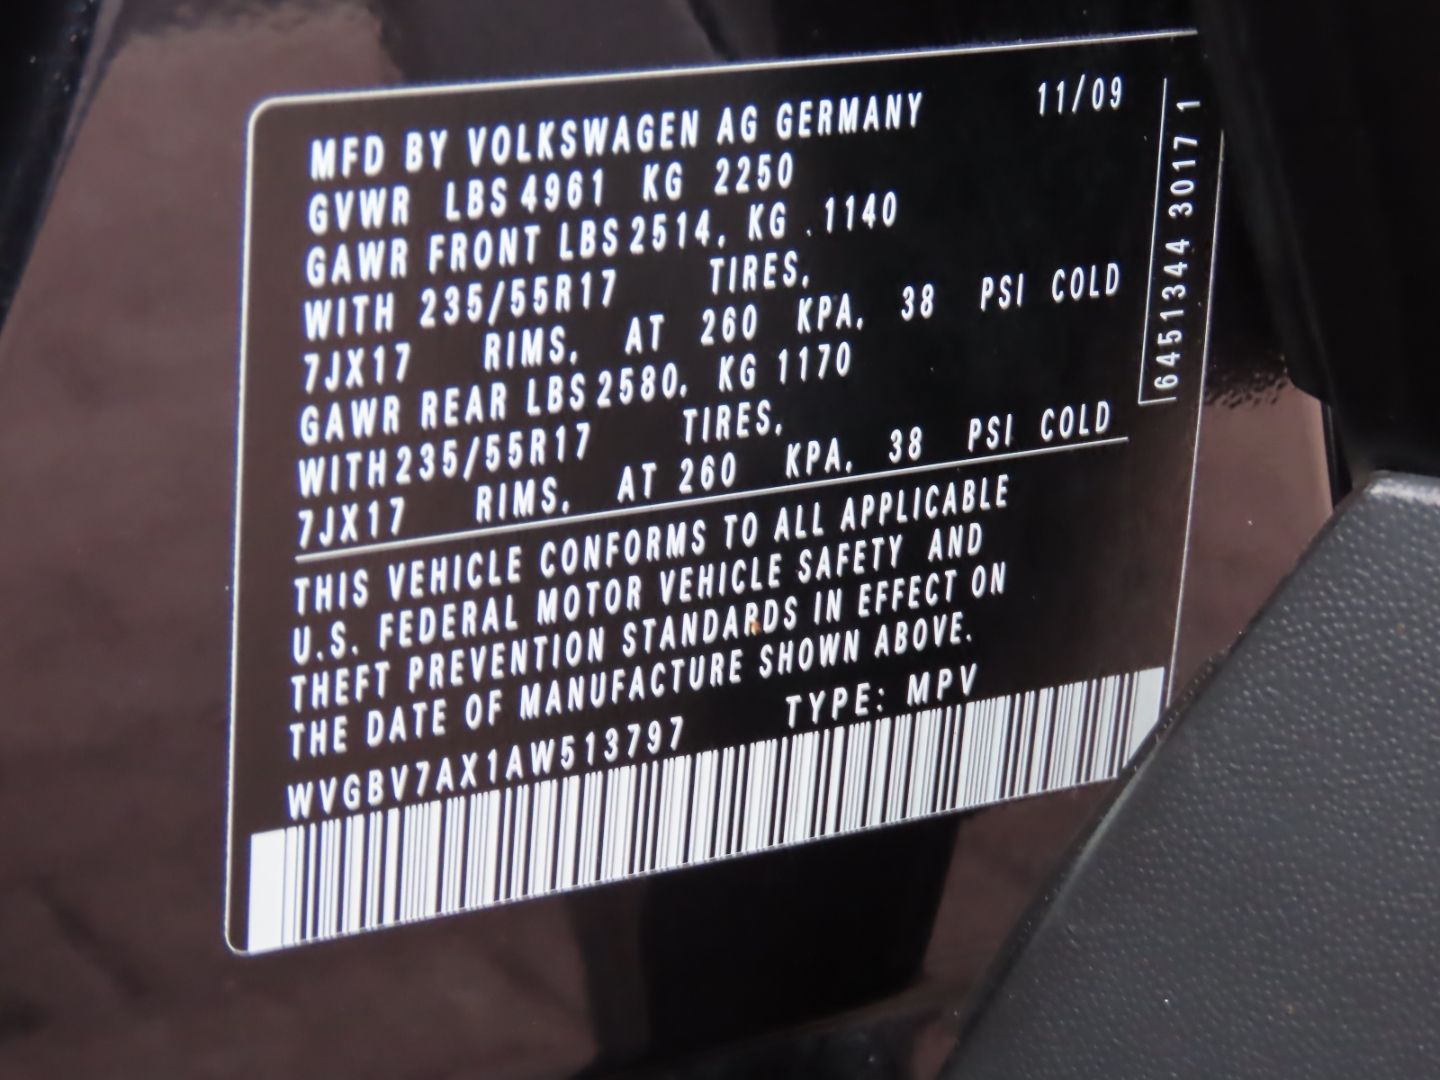 MFD BY VOLKSWAGEN AG GERMANY 11/09
GVWR LBS 4961 KG 2250
GAWR FRONT LBS 2514, KG 1140
WITH 235/55R17 TIRES,
7JX17 RIMS, AT 260 KPA, 38 PSI COLD
GAWR REAR LBS 2580, KG 1170
WITH 235/55R17 TIRES,
7JX17 RIMS, AT 260 KPA, 38 PSI COLD
THIS VEHICLE CONFORMS TO ALL APPLICABLE
U.S. FEDERAL MOTOR VEHICLE SAFETY AND
THEFT PREVENTION STANDARDS IN EFFECT ON
THE DATE OF MANUFACTURE SHOWN ABOVE.
WVGBV7AX1AW513797 TYPE: MPV
6451344 3017 1